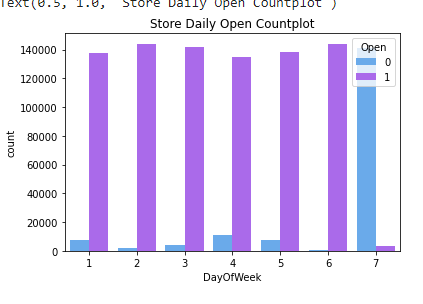 Text(0.5, 1.0, 'Store Daily Open Countplot')
Store Daily Open Countplot
Open
0
1
count
140000
120000
100000
80000
60000
40000
20000
0
1 2 3 4 5 6 7
DayOfWeek